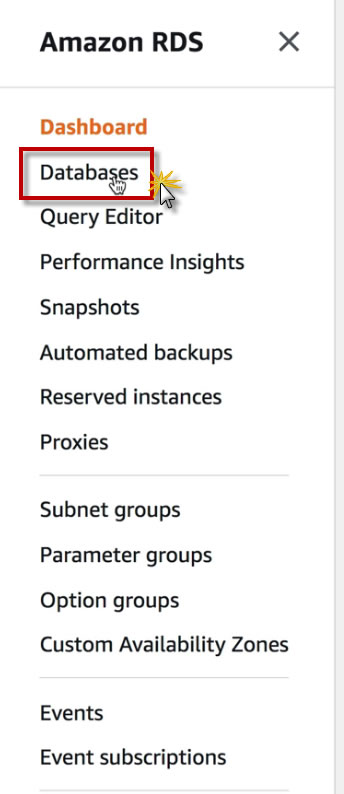 Amazon RDS
Dashboard
Databases
Query Editor
Performance Insights
Snapshots
Automated backups
Reserved instances
Proxies
Subnet groups
Parameter groups
Option groups
Custom Availability Zones
Events
Event subscriptions